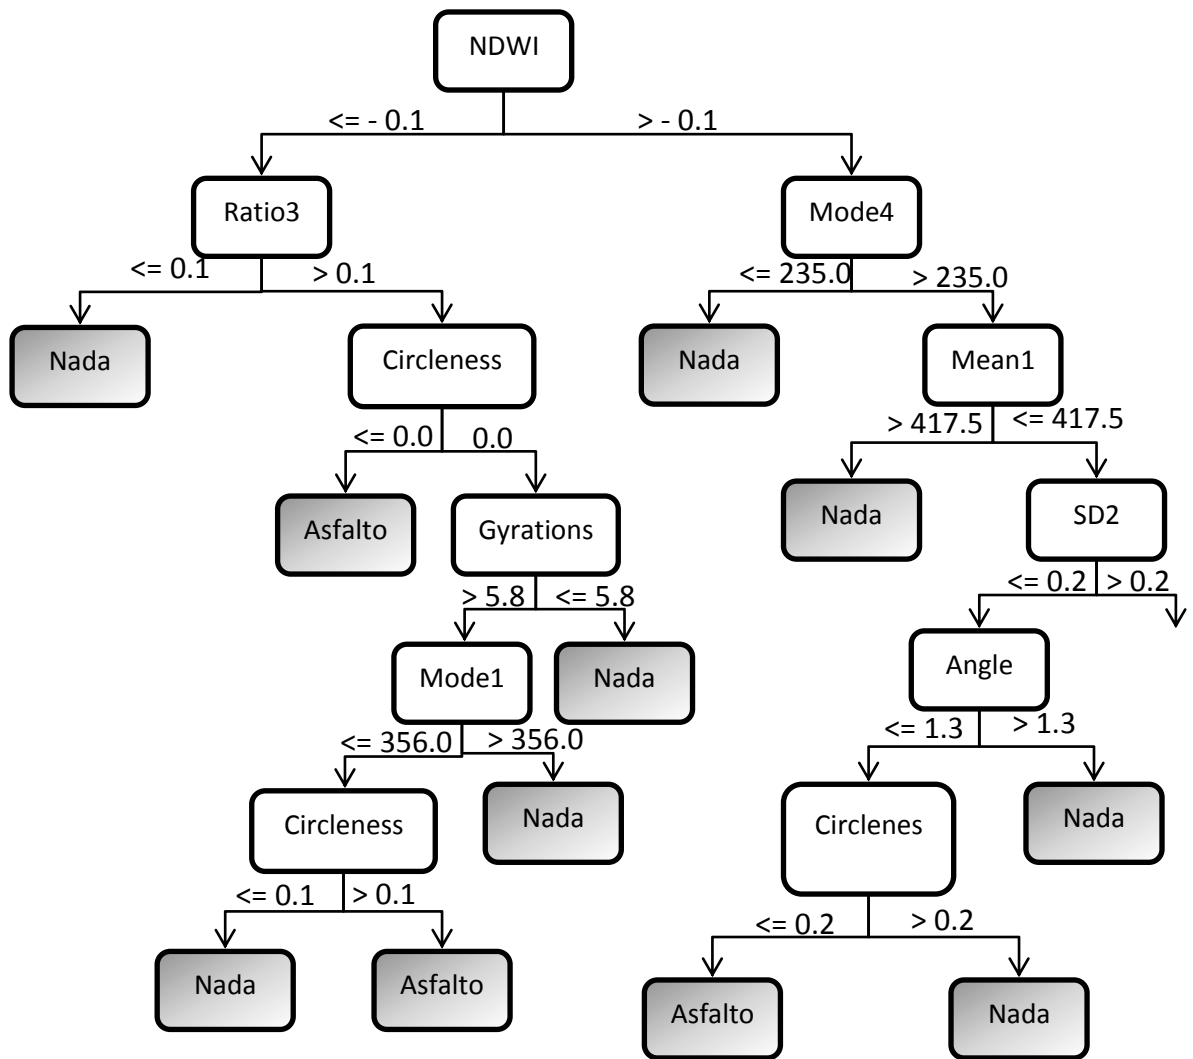 NDWI
<= - 0.1
> - 0.1
Ratio3
Mode4
<= 0.1
> 0.1
<= 235.0
> 235.0
Nada
Circleness
Nada
Mean1
<= 0.0
0.0
> 417.5
<= 417.5
Asfalto
Gyrations
Nada
SD2
> 5.8
<= 5.8
<= 0.2
> 0.2
Mode1
Nada
Angle
<= 356.0
> 356.0
<= 1.3
> 1.3
Circleness
Nada
Circlenes
Nada
<= 0.1
> 0.1
<= 0.2
> 0.2
Nada
Asfalto
Asfalto
Nada